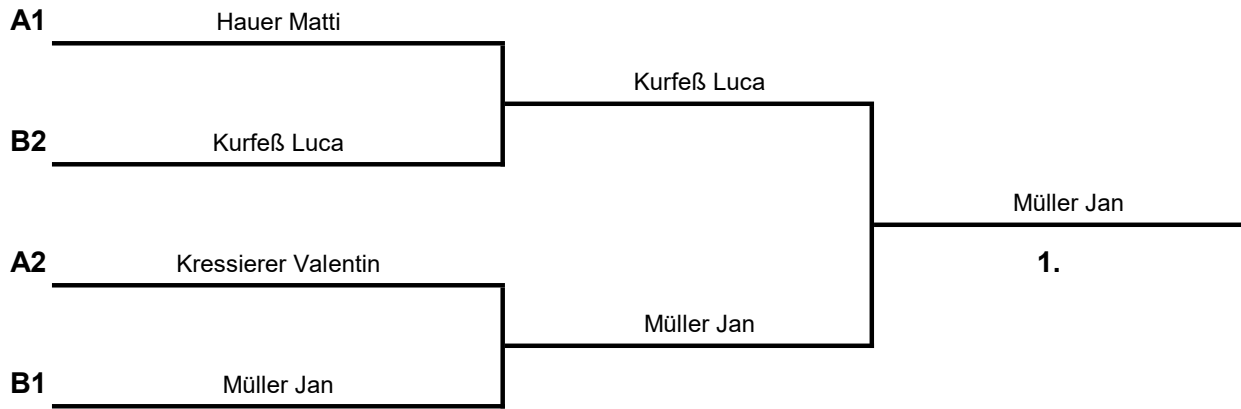 A1 Hauer Matti
Kurfeß Luca
B2 Kurfeß Luca
Müller Jan
A2 Kressierer Valentin
1.
Müller Jan
B1 Müller Jan